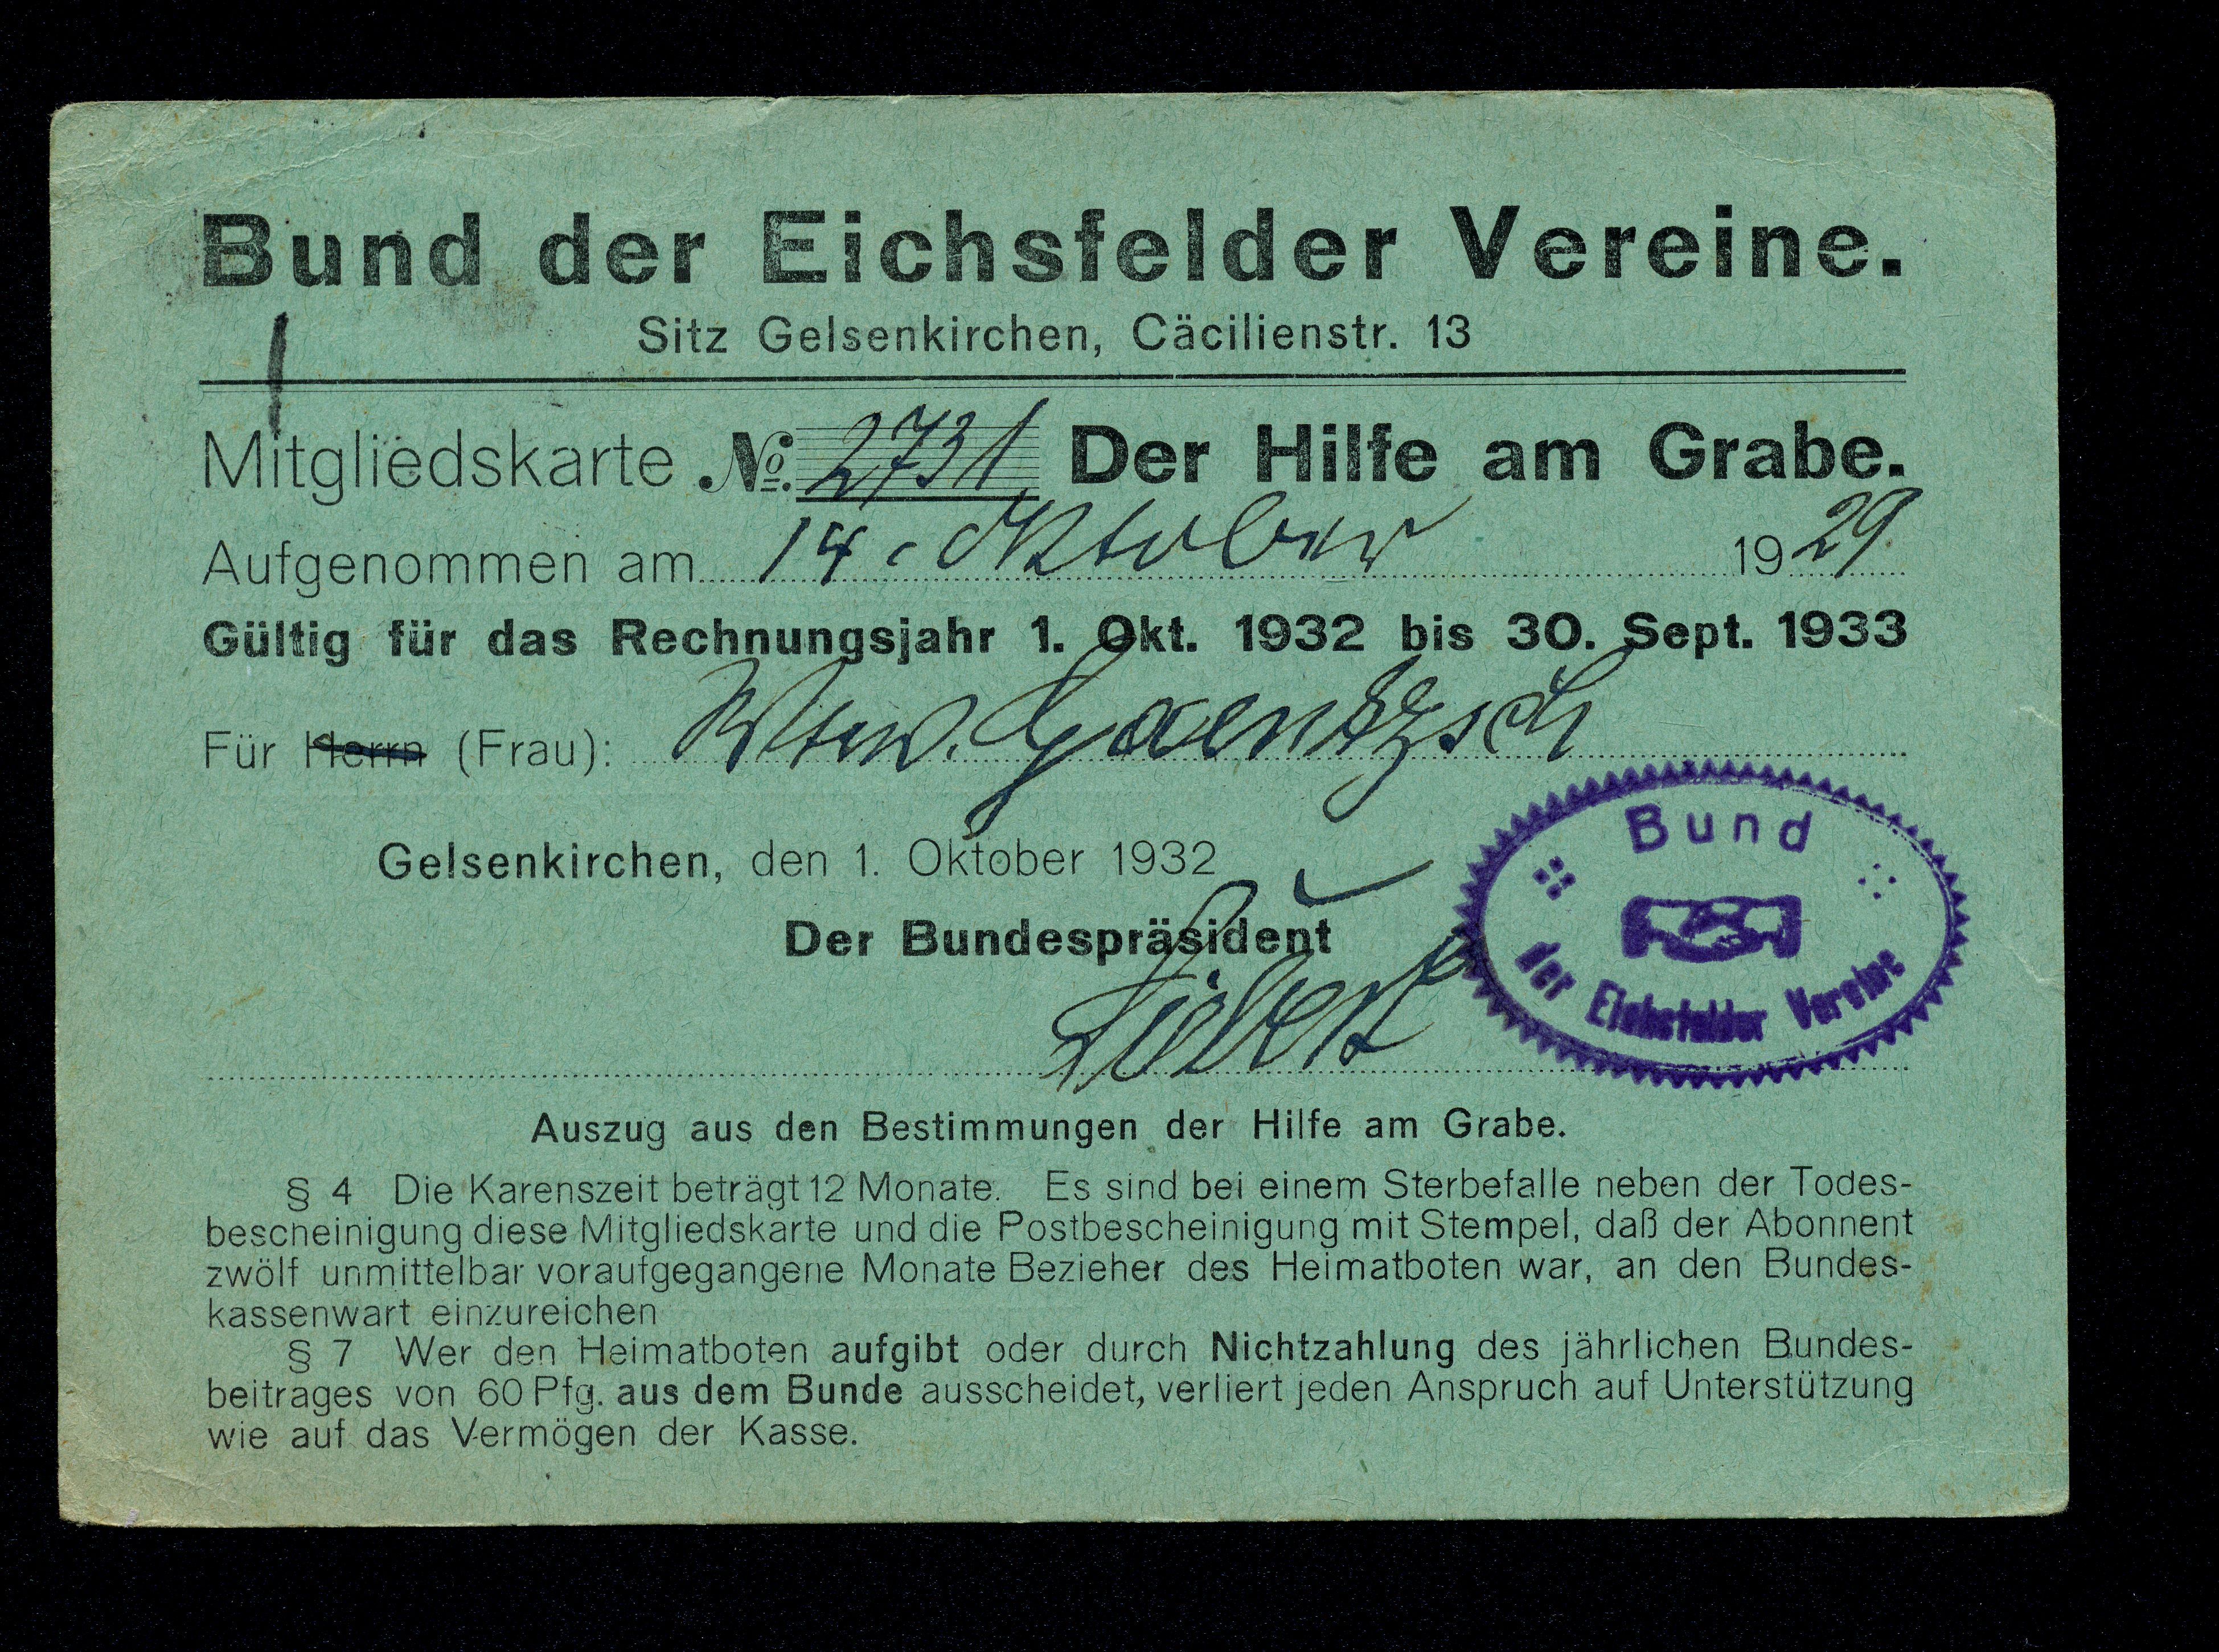 Bund der Eichsfelder Vereine.
Sitz Gelsenkirchen, Cäcilienstr. 13
Mitgliedskarte No. 2731 Der Hilfe am Grabe.
Aufgenommen am 14. Oktober 1929
Gültig für das Rechnungsjahr 1. Okt. 1932 bis 30. Sept. 1933
Für Herrn (Frau): Wtw.
Gelsenkirchen, den 1. Oktober 1932
Der Bundespräsident
Bund
der Eichsfelder Vereine
Auszug aus den Bestimmungen der Hilfe am Grabe.
§ 4 Die Karenszeit beträgt 12 Monate. Es sind bei einem Sterbefalle neben der Todes-
bescheinigung diese Mitgliedskarte und die Postbescheinigung mit Stempel, daß der Abonnent
zwölf unmittelbar voraufgegangene Monate Bezieher des Heimatboten war, an den Bundes-
kassenwart einzureichen
§ 7 Wer den Heimatboten aufgibt oder durch Nichtzahlung des jährlichen Bundes-
beitrages von 60 Pfg. aus dem Bunde ausscheidet, verliert jeden Anspruch auf Unterstützung
wie auf das Vermögen der Kasse.